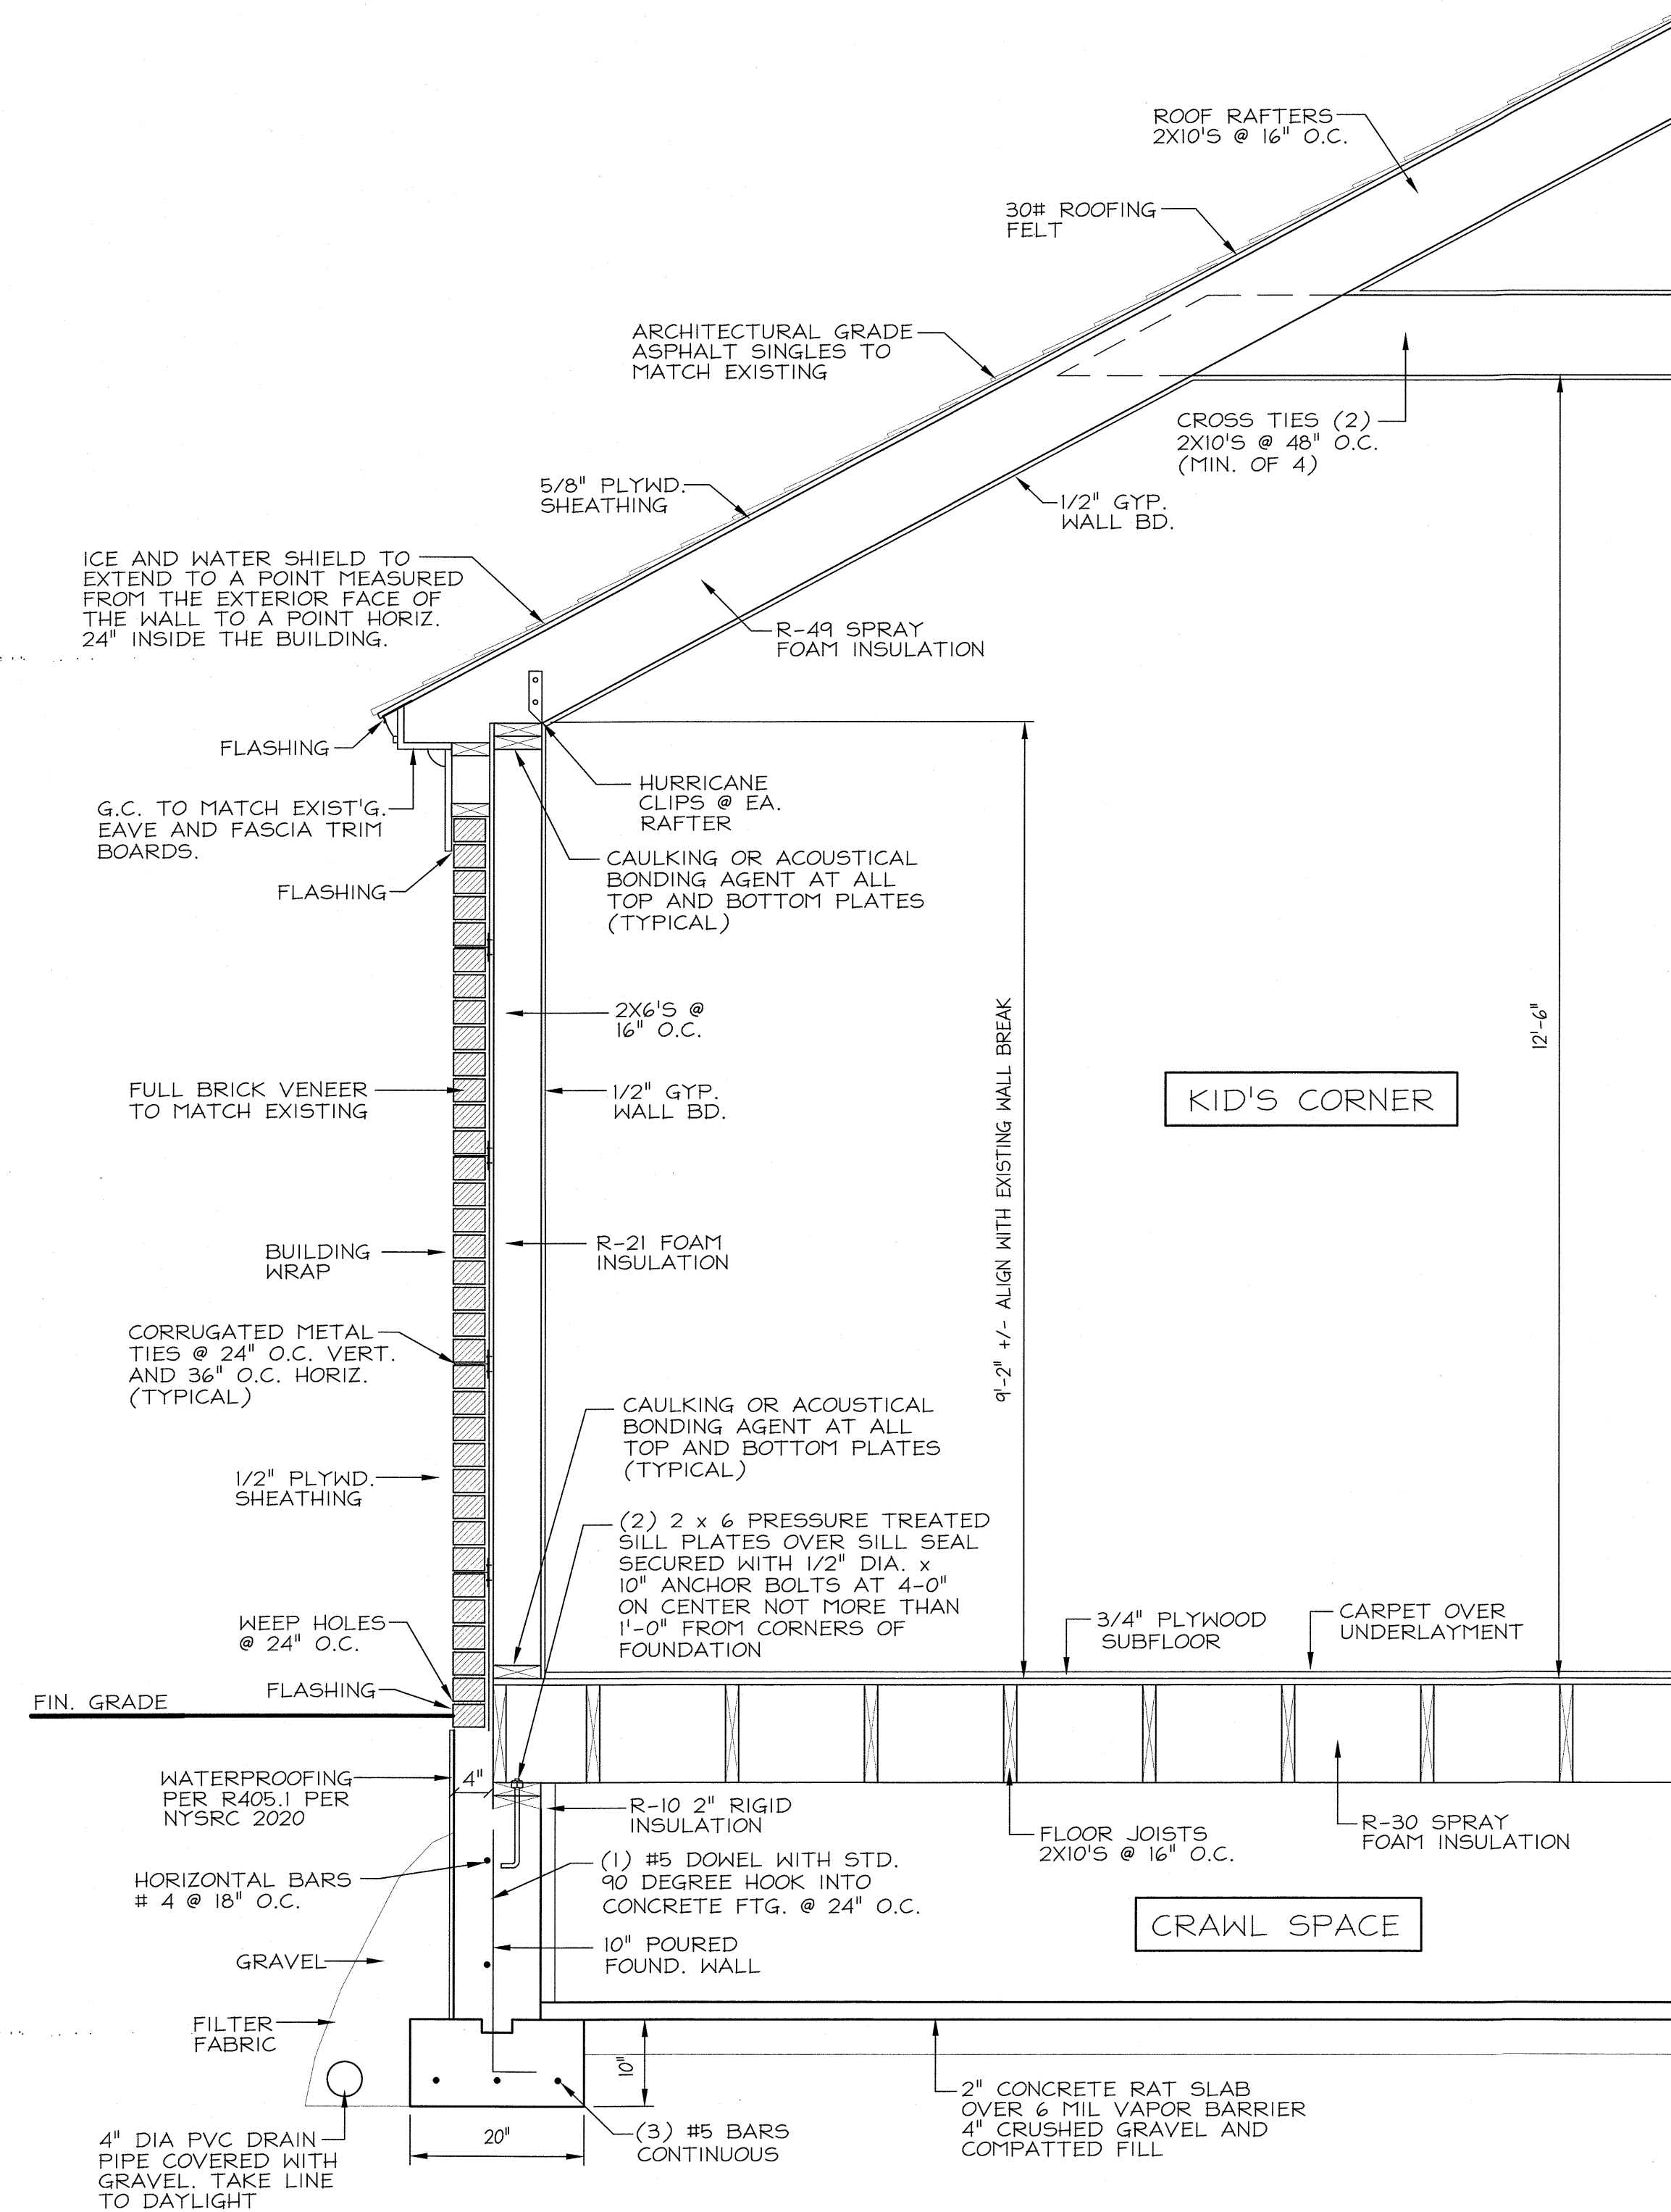 ROOF RAFTERS
2X10'S @ 16" O.C.
30# ROOFING
FELT
ARCHITECTURAL GRADE
ASPHALT SINGLES TO
MATCH EXISTING
CROSS TIES (2)
2X10'S @ 48" O.C.
(MIN. OF 4)
5/8" PLYWD.
SHEATHING
1/2" GYP.
WALL BD.
ICE AND WATER SHIELD TO
EXTEND TO A POINT MEASURED
FROM THE EXTERIOR FACE OF
THE WALL TO A POINT HORIZ.
24" INSIDE THE BUILDING.
R-49 SPRAY
FOAM INSULATION
FLASHING
HURRICANE
CLIPS @ EA.
RAFTER
G.C. TO MATCH EXIST'G.
EAVE AND FASCIA TRIM
BOARDS.
CAULKING OR ACOUSTICAL
BONDING AGENT AT ALL
TOP AND BOTTOM PLATES
(TYPICAL)
FLASHING
2X6'S @
16" O.C.
9'-2" +/- ALIGN WITH EXISTING WALL BREAK
12'-6"
FULL BRICK VENEER
TO MATCH EXISTING
1/2" GYP.
WALL BD.
KID'S CORNER
BUILDING
WRAP
R-21 FOAM
INSULATION
CORRUGATED METAL
TIES @ 24" O.C. VERT.
AND 36" O.C. HORIZ.
(TYPICAL)
CAULKING OR ACOUSTICAL
BONDING AGENT AT ALL
TOP AND BOTTOM PLATES
(TYPICAL)
1/2" PLYWD.
SHEATHING
(2) 2 x 6 PRESSURE TREATED
SILL PLATES OVER SILL SEAL
SECURED WITH 1/2" DIA. x
10" ANCHOR BOLTS AT 4-0"
ON CENTER NOT MORE THAN
1'-0" FROM CORNERS OF
FOUNDATION
WEEP HOLES
@ 24" O.C.
3/4" PLYWOOD
SUBFLOOR
CARPET OVER
UNDERLAYMENT
FLASHING
FIN. GRADE
WATERPROOFING
PER R405.1 PER
NYSRC 2020
4"
R-10 2" RIGID
INSULATION
FLOOR JOISTS
2X10'S @ 16" O.C.
R-30 SPRAY
FOAM INSULATION
HORIZONTAL BARS
# 4 @ 18" O.C.
(1) #5 DOWEL WITH STD.
90 DEGREE HOOK INTO
CONCRETE FTG. @ 24" O.C.
CRAWL SPACE
GRAVEL
10" POURED
FOUND. WALL
FILTER
FABRIC
10"
2" CONCRETE RAT SLAB
OVER 6 MIL VAPOR BARRIER
4" CRUSHED GRAVEL AND
COMPATTED FILL
4" DIA PVC DRAIN
PIPE COVERED WITH
GRAVEL. TAKE LINE
TO DAYLIGHT
20"
(3) #5 BARS
CONTINUOUS